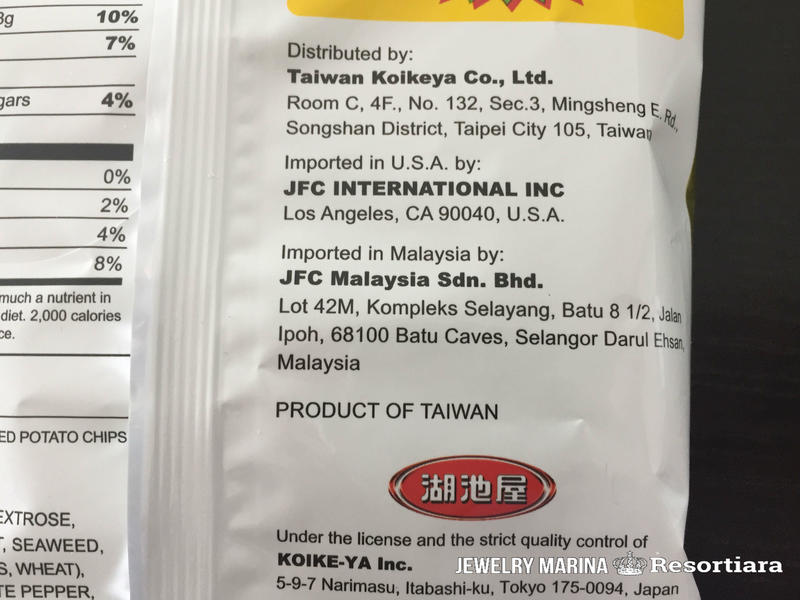 3g 10%
7%
gars 4%
0%
2%
4%
8%
much a nutrient in
diet. 2,000 calories
ce.
ED POTATO CHIPS
EXTROSE,
T, SEAWEED,
S, WHEAT),
TE PEPPER,
Distributed by:
Taiwan Koikeya Co., Ltd.
Room C, 4F., No. 132, Sec.3, Mingsheng E. Rd.,
Songshan District, Taipei City 105, Taiwan
Imported in U.S.A. by:
JFC INTERNATIONAL INC
Los Angeles, CA 90040, U.S.A.
Imported in Malaysia by:
JFC Malaysia Sdn. Bhd.
Lot 42M, Kompleks Selayang, Batu 8 1/2, Jalan
Ipoh, 68100 Batu Caves, Selangor Darul Ehsan,
Malaysia
PRODUCT OF TAIWAN
湖池屋
Under the license and the strict quality control of
KOIKE-YA Inc.
5-9-7 Narimasu, Itabashi-ku, Tokyo 175-0094, Japan
JEWELRY MARINA Resortiara